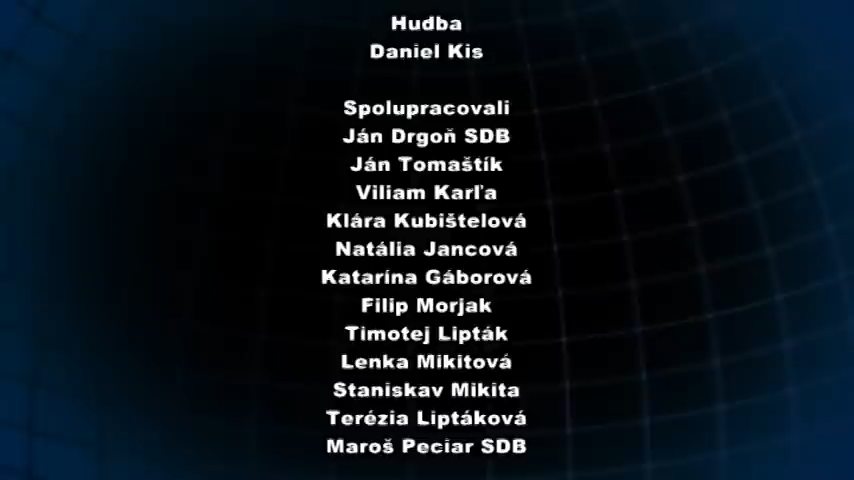 Hudba
Daniel Kis
Spolupracovali
Ján Drgoň SDB
Ján Tomaštík
Viliam Karľa
Klára Kubištelová
Natália Jancová
Katarína Gáborová
Filip Morjak
Timotej Lipták
Lenka Mikitová
Staniskav Mikita
Terézia Liptáková
Maroš Peciar SDB